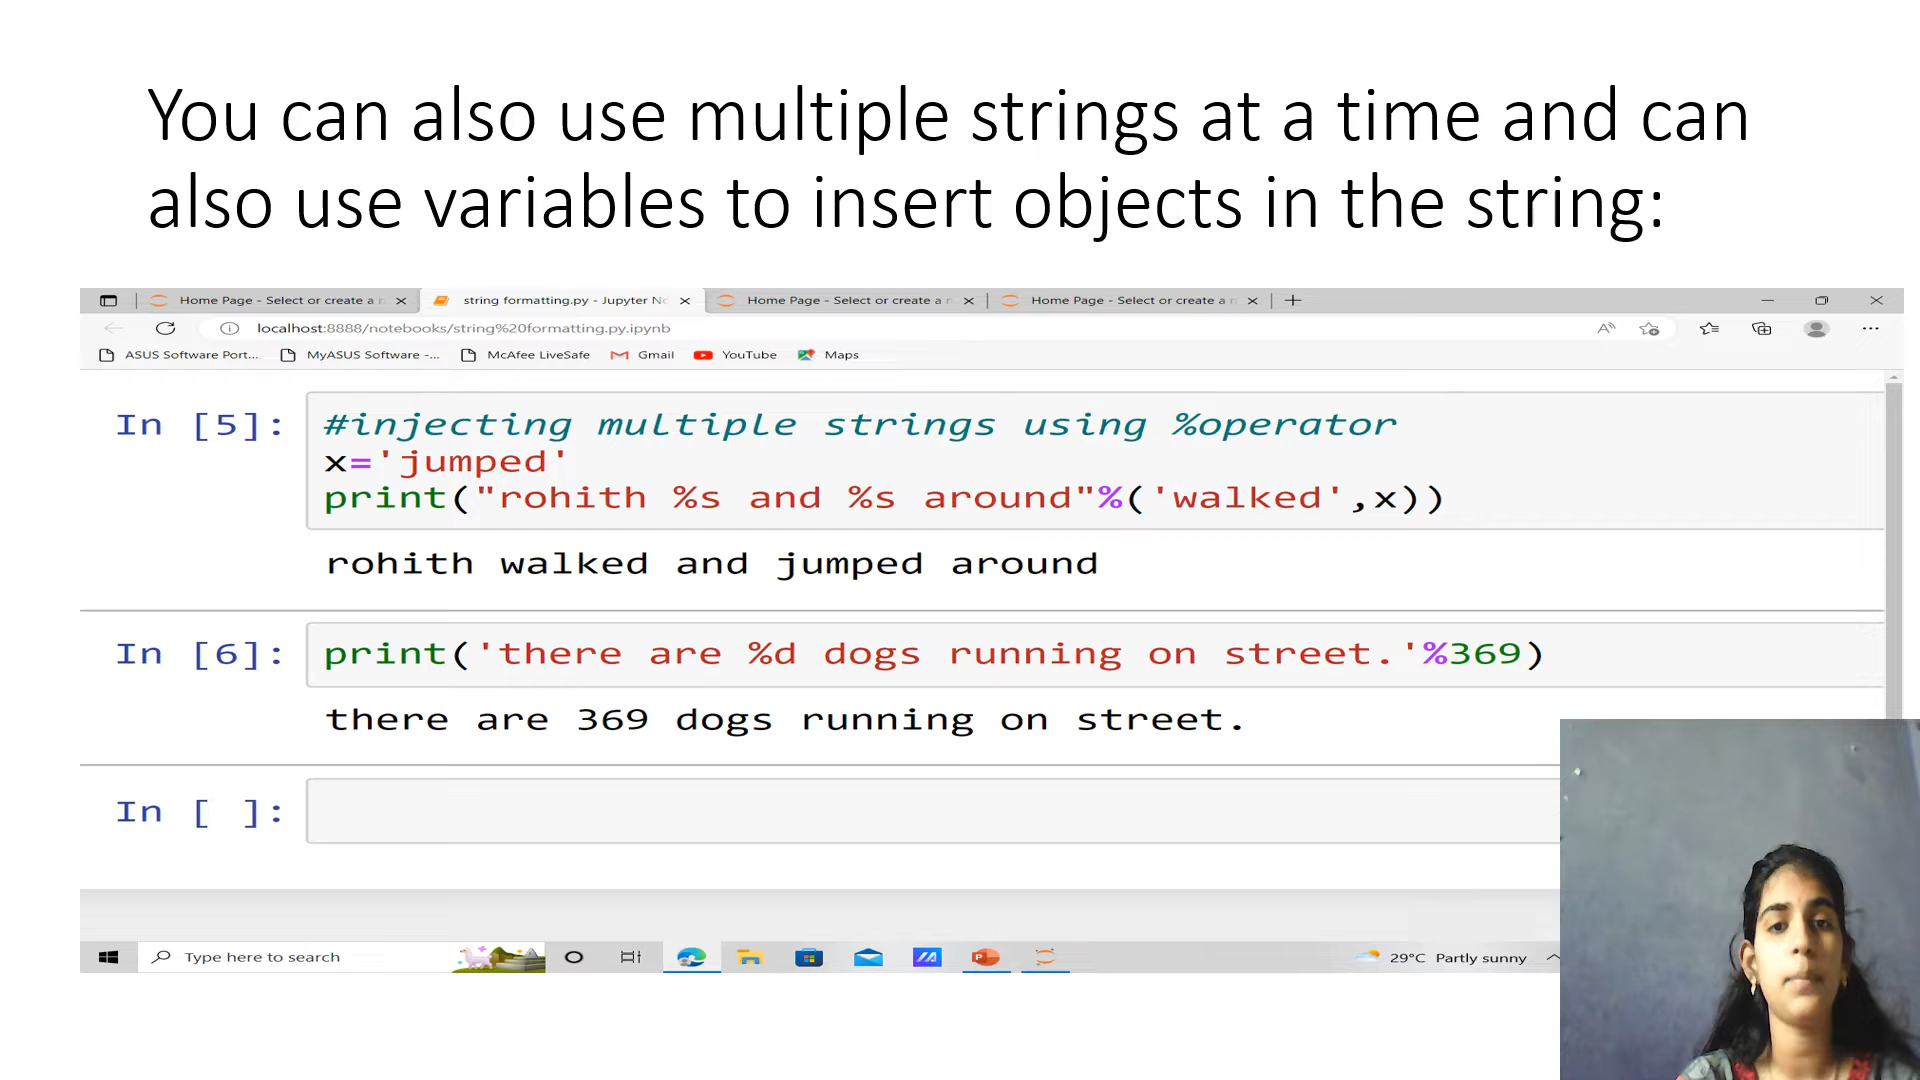 You can also use multiple strings at a time and can
also use variables to insert objects in the string:
Home Page - Select or create a n
string formatting.py - Jupyter No
Home Page - Select or create a n
Home Page - Select or create a n
localhost:8888/notebooks/string%20formatting.py.ipynb
ASUS Software Port... MyASUS Software -... McAfee LiveSafe Gmail YouTube Maps
In [5]: #injecting multiple strings using %operator
x='jumped'
print("rohith %s and %s around"%('walked',x))
rohith walked and jumped around
In [6]: print('there are %d dogs running on street.'%369)
there are 369 dogs running on street.
In [ ]:
Type here to search
29°C Partly sunny